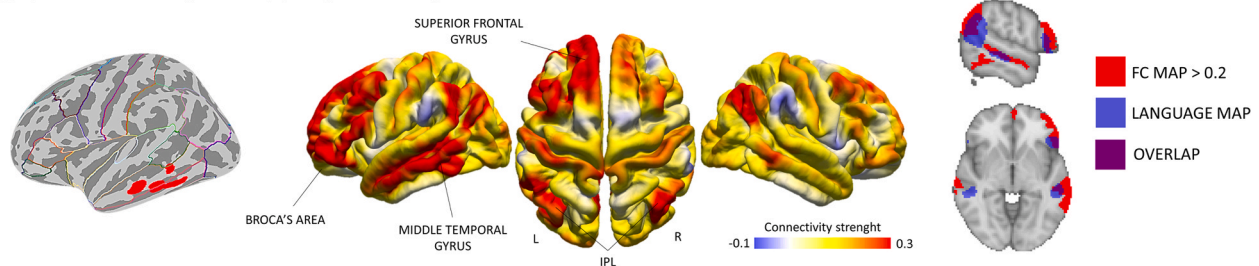 SUPERIOR FRONTAL
GYRUS
BROCA'S AREA
MIDDLE TEMPORAL
GYRUS
L
R
IPL
Connectivity strenght
-0.1
0.3
FC MAP > 0.2
LANGUAGE MAP
OVERLAP